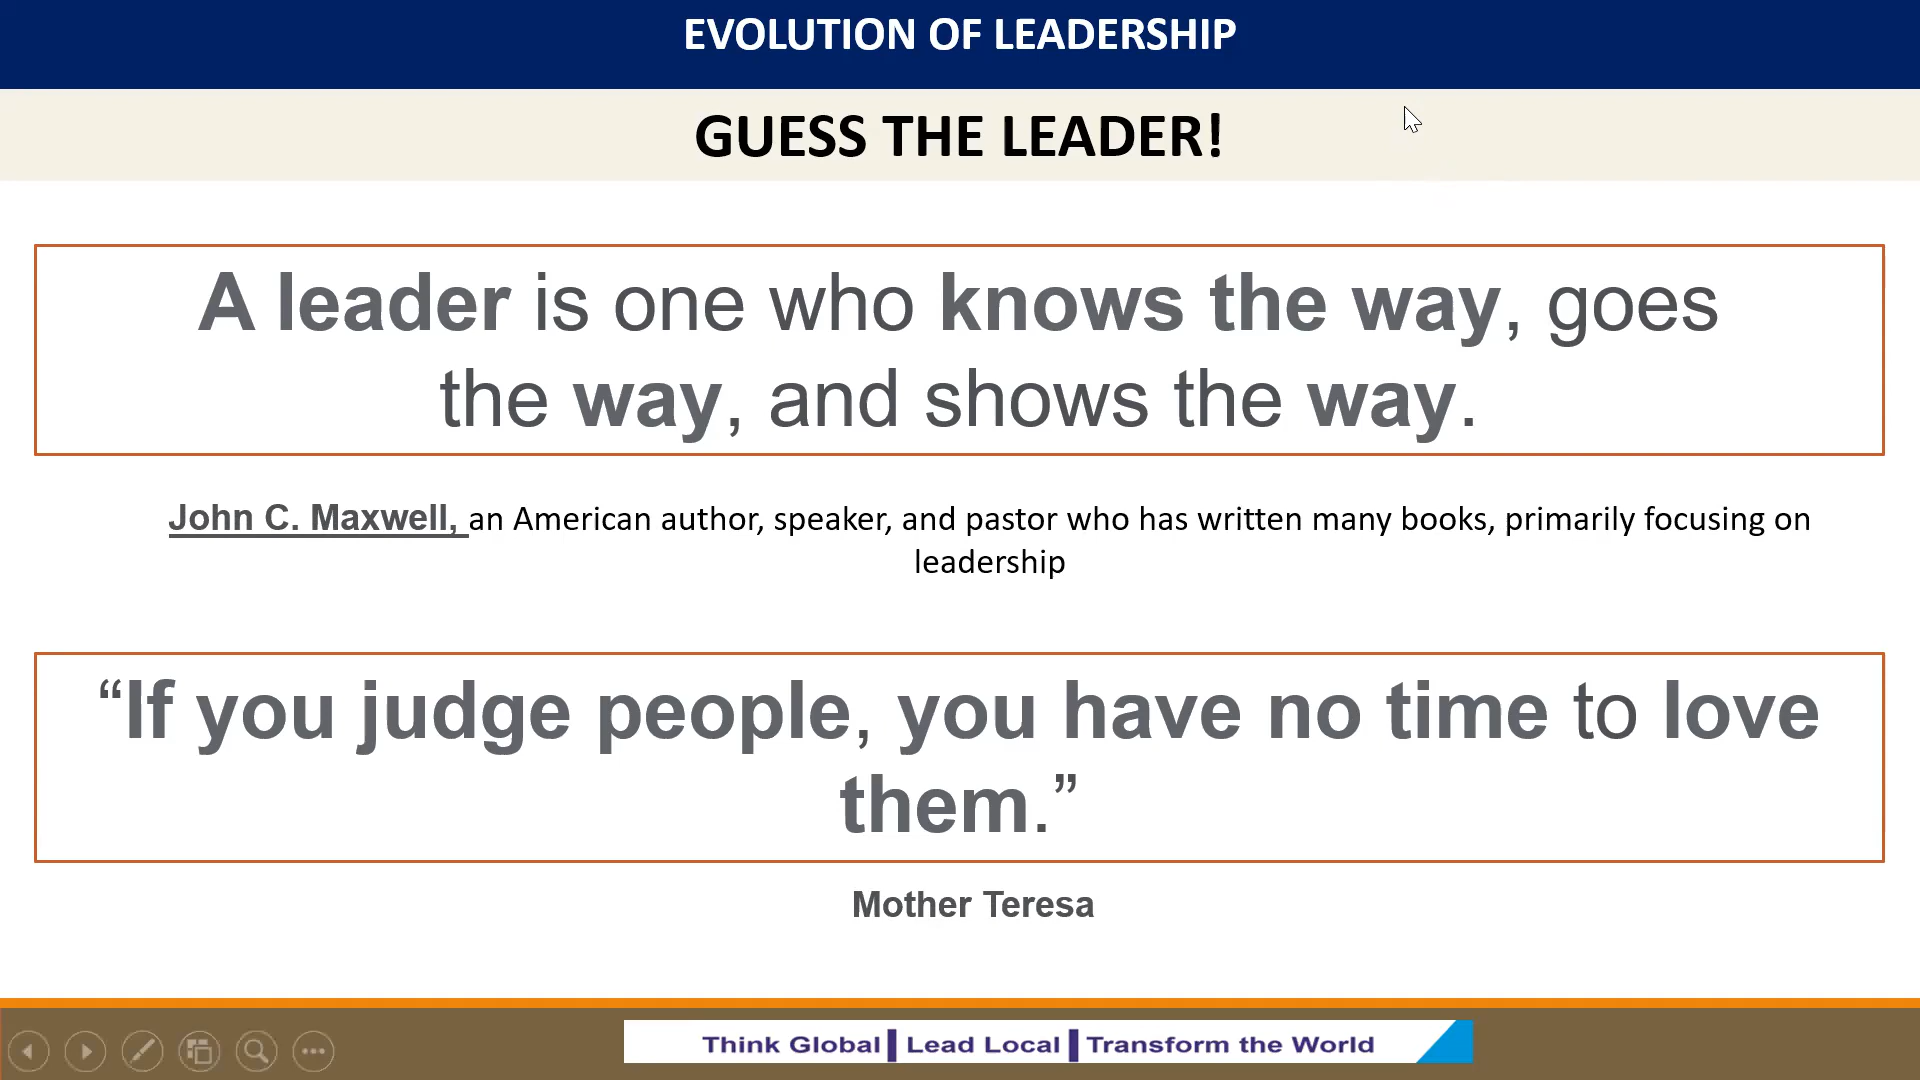 EVOLUTION OF LEADERSHIP
GUESS THE LEADER!
A leader is one who knows the way, goes
the way, and shows the way.
John C. Maxwell, an American author, speaker, and pastor who has written many books, primarily focusing on
leadership
“If you judge people, you have no time to love
them.”
Mother Teresa
Think Global | Lead Local | Transform the World